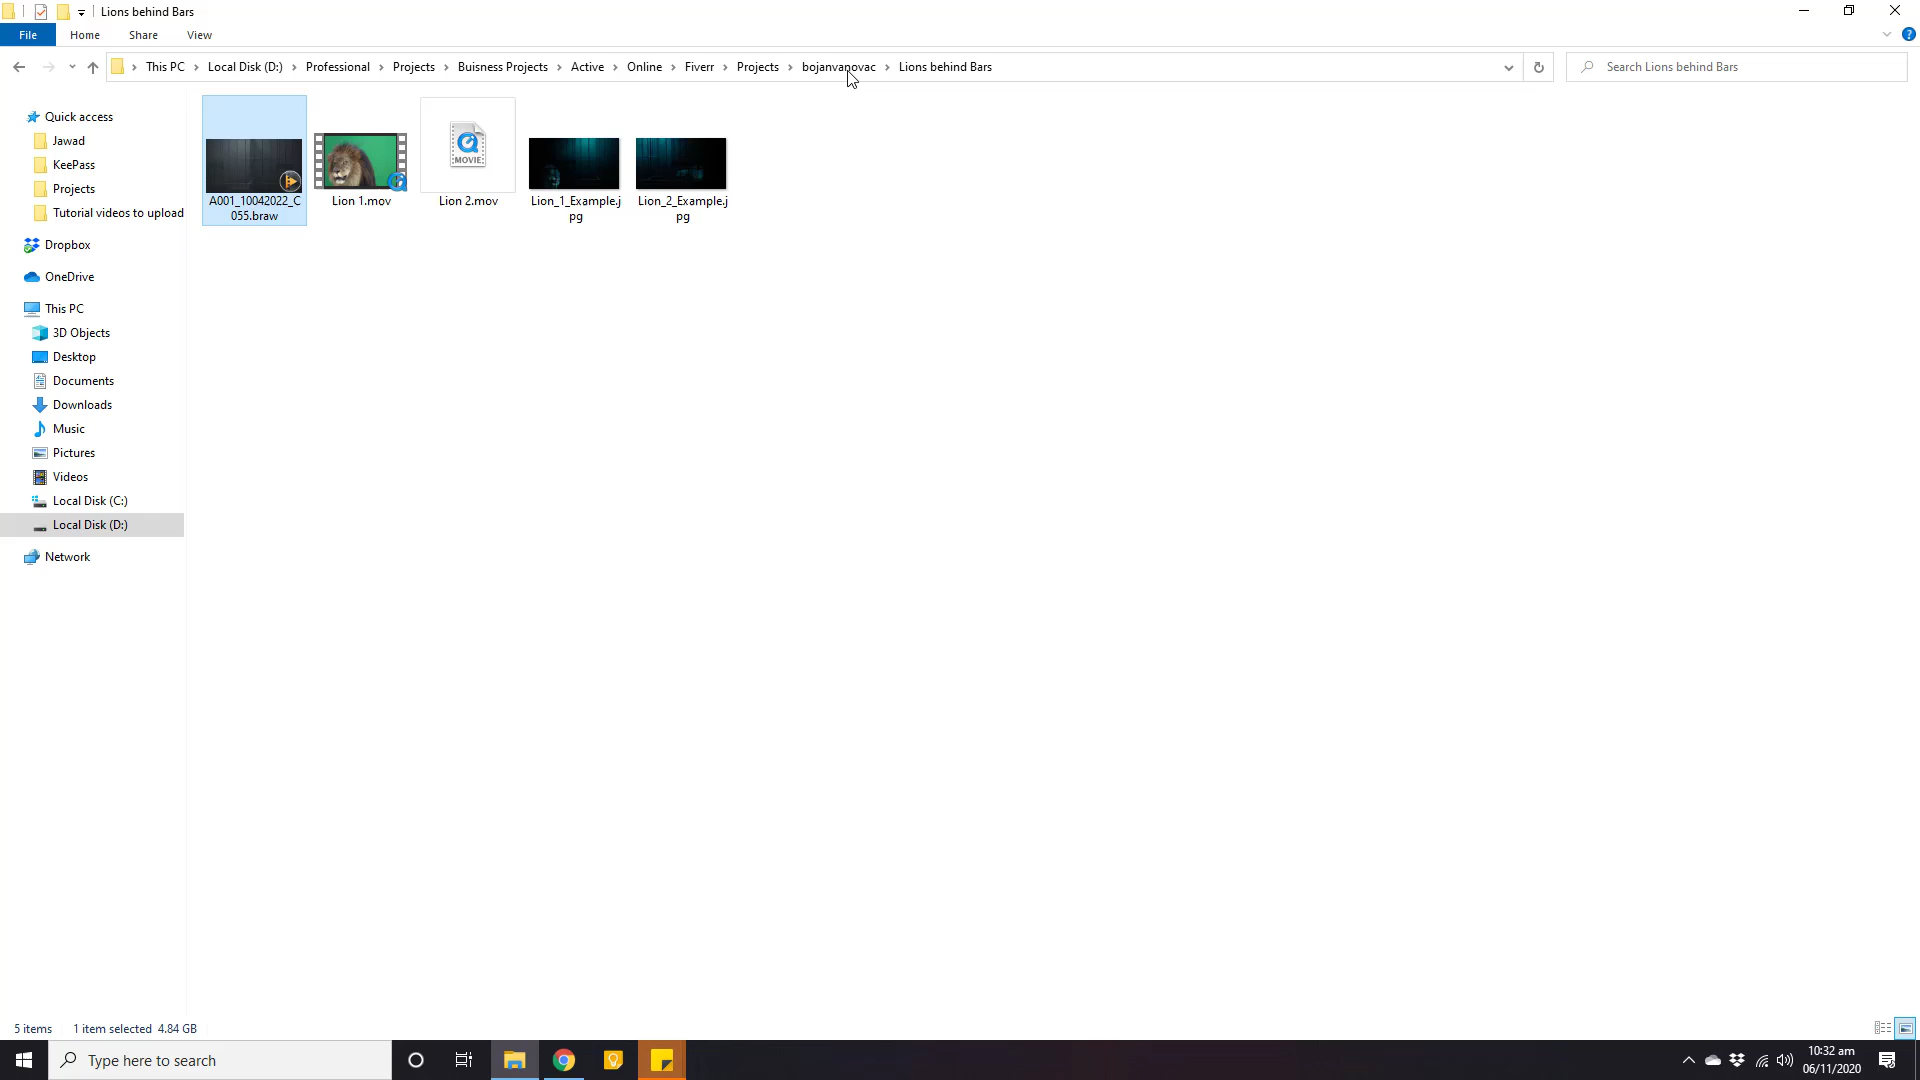 Lions behind Bars
File Home Share View
This PC Local Disk (D:) Professional Projects Buisness Projects Active Online Fiverr Projects bojanvanovac Lions behind Bars
Search Lions behind Bars
Quick access
Jawad
KeePass
Projects
Tutorial videos to upload
Dropbox
OneDrive
This PC
3D Objects
Desktop
Documents
Downloads
Music
Pictures
Videos
Local Disk (C:)
Local Disk (D:)
Network
A001_10042022_C
055.braw
MOVIE
Lion 1.mov
Lion 2.mov
Lion_1_Example.j
pg
Lion_2_Example.j
pg
5 items 1 item selected 4.84 GB
Type here to search
10:32 am
06/11/2020